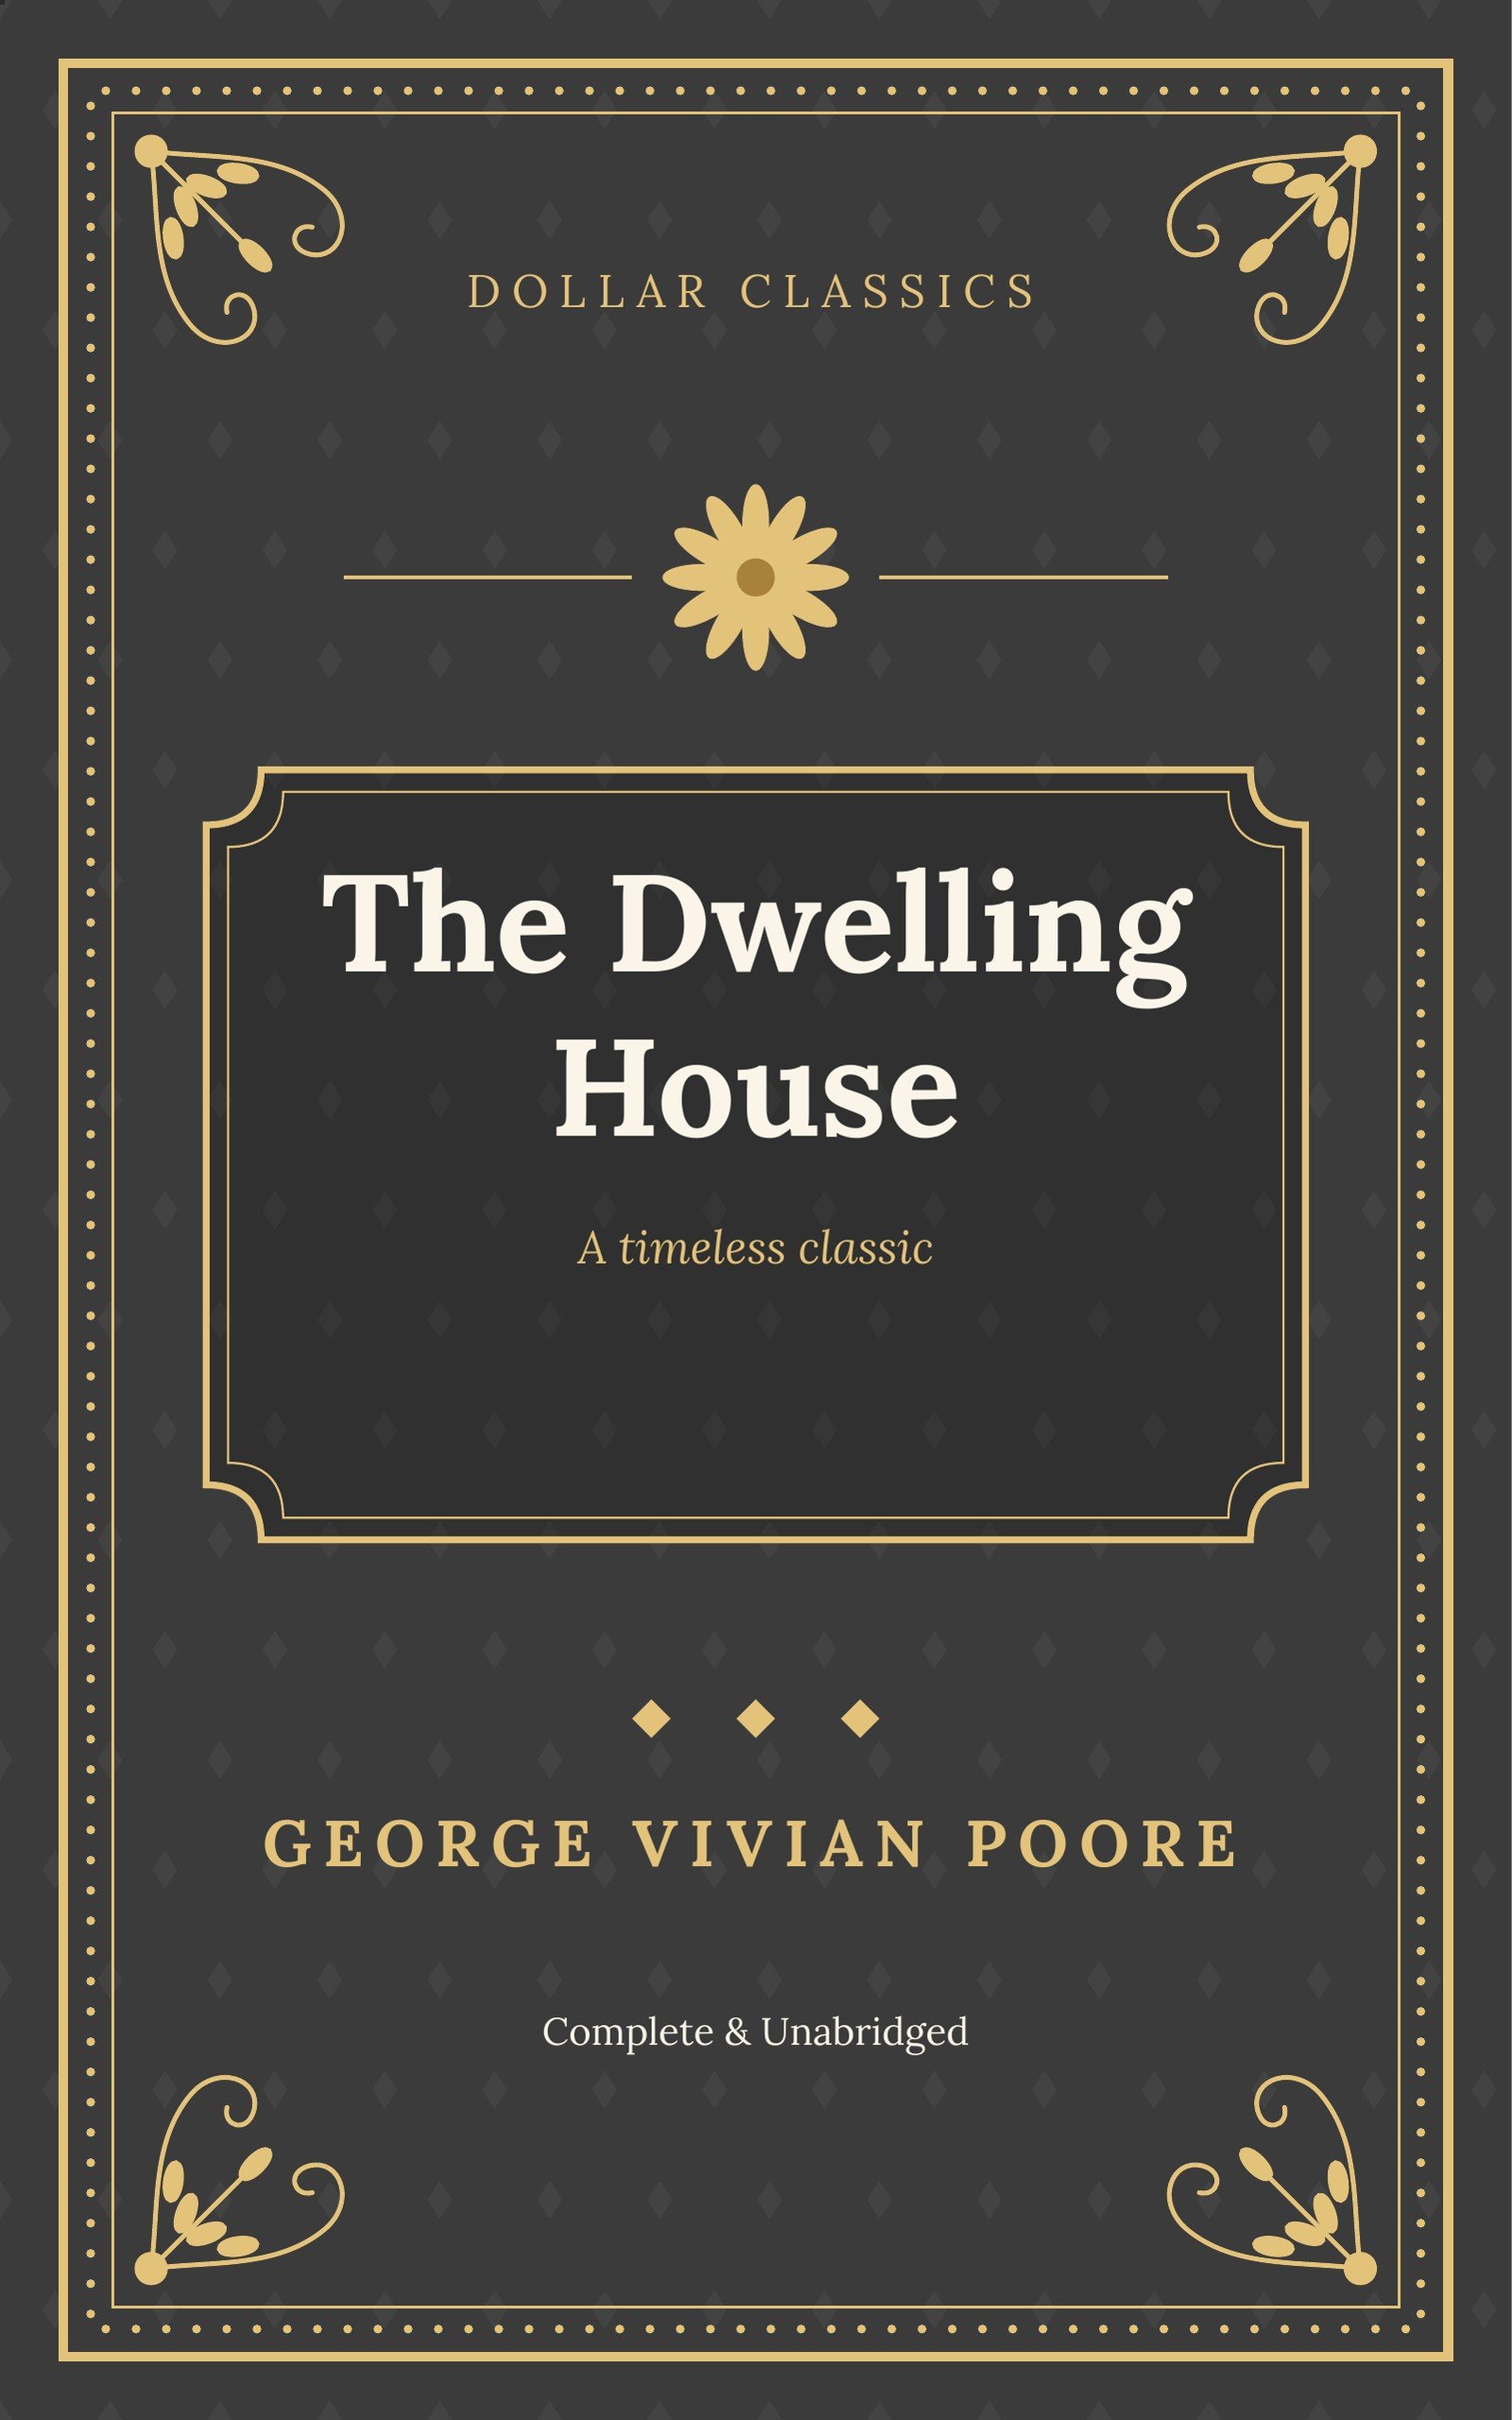 DOLLAR CLASSICS
The Dwelling
House
A timeless classic
GEORGE VIVIAN POORE
Complete & Unabridged